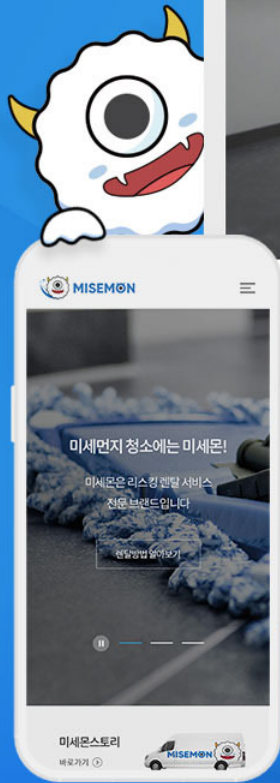 MISEMON
미세먼지 청소에는 미세몬!
미세몬은 리스킹 렌탈 서비스
전문 브랜드입니다
렌탈방법 알아보기
미세몬스토리
바로가기
MISEMON